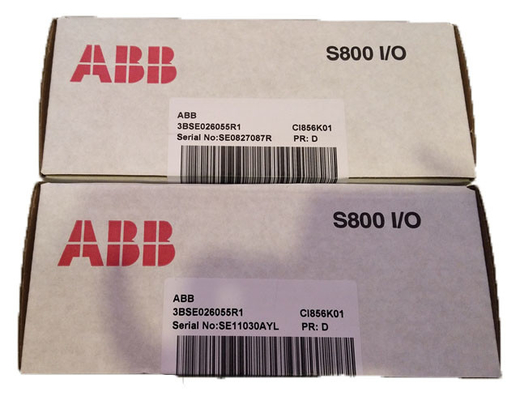 ABB
S800 I/O
ABB
3BSE026055R1 CI856K01
Serial No:SE0827087R PR: D
ABB
S800 I/O
ABB
3BSE026055R1 CI856K01
Serial No:SE11030AYL PR: D